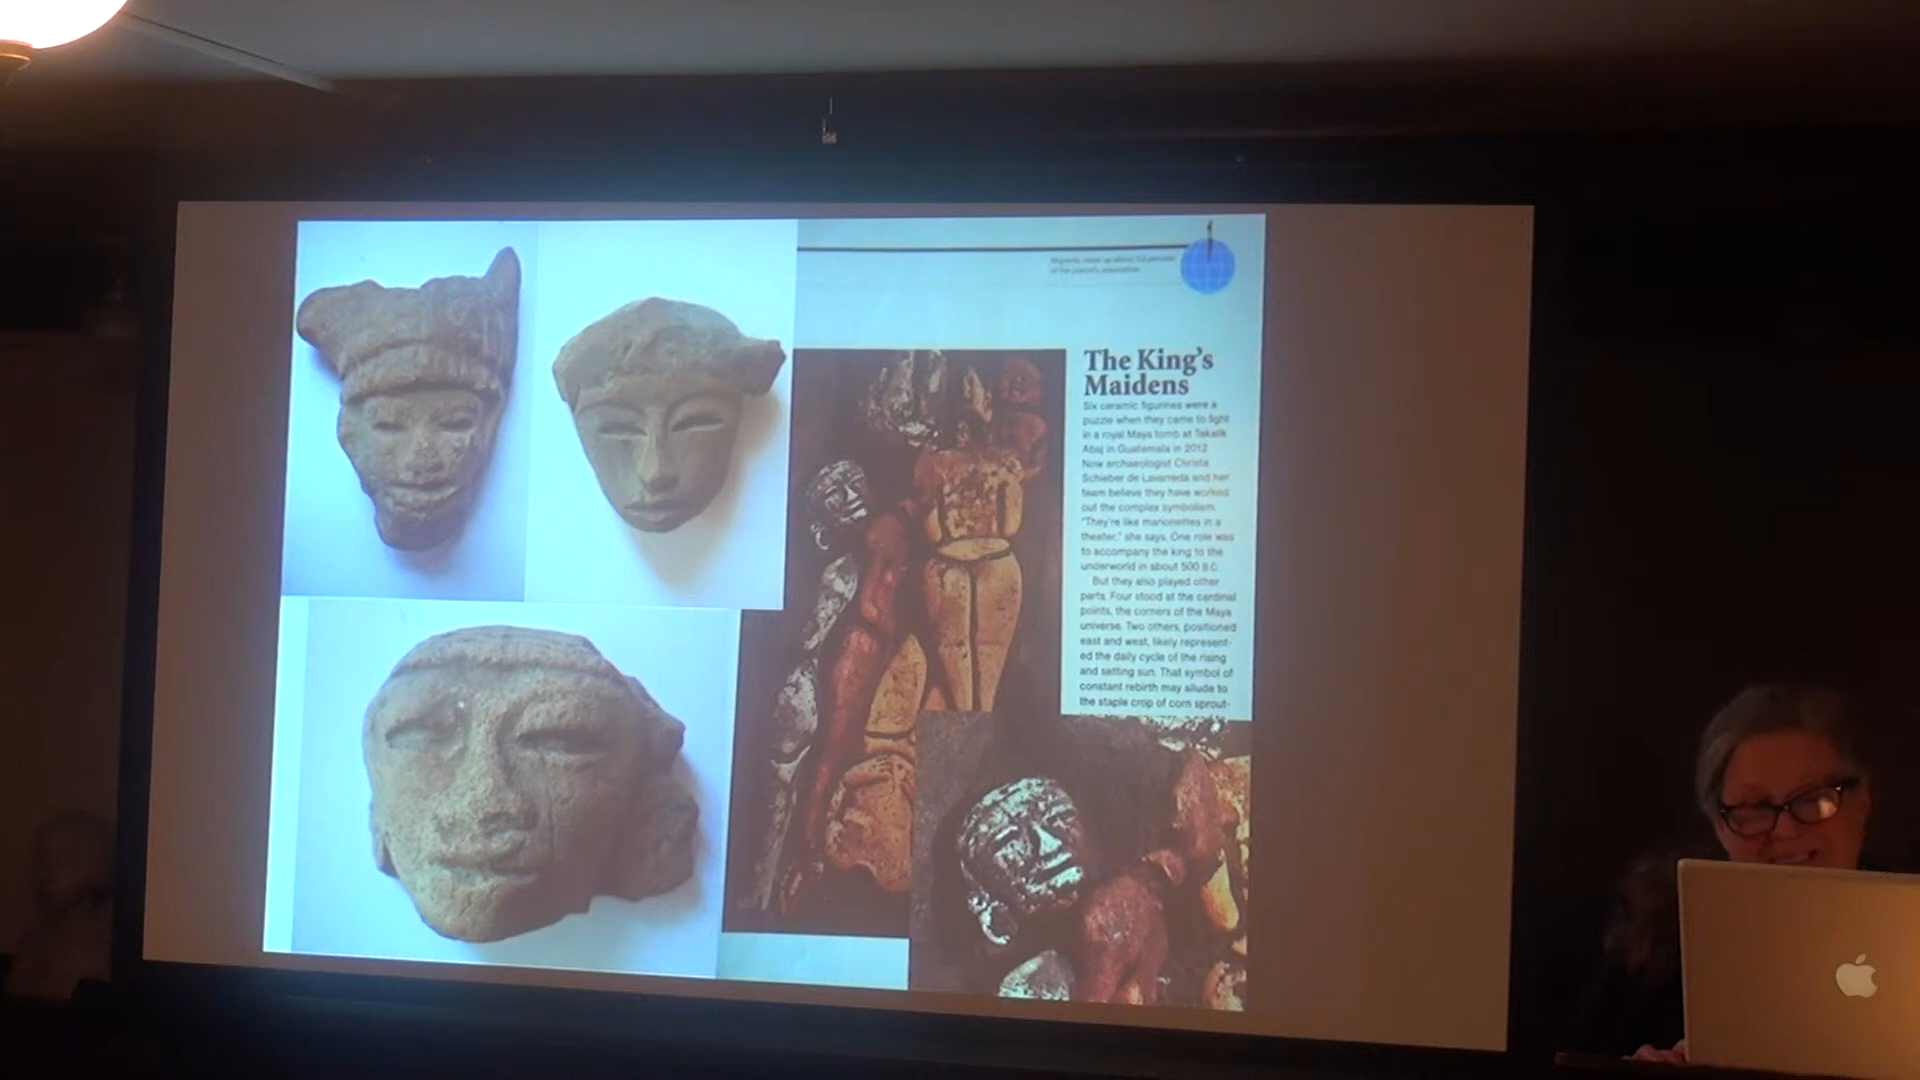 of the planet's population.
The King's
Maidens
Six ceramic figurines were a
puzzle when they came to light
in a royal Maya tomb at Takalik
Abaj in Guatemala in 2012.
Now archaeologist Christa
Schieber de Lavarreda and her
team believe they have worked
out the complex symbolism.
"They're like marionettes in a
theater," she says. One role was
to accompany the king to the
underworld in about 500 B.C.
But they also played other
parts. Four stood at the cardinal
points, the corners of the Maya
universe. Two others, positioned
east and west, likely represent-
ed the daily cycle of the rising
and setting sun. That symbol of
constant rebirth may allude to
the staple crop of corn sprout-